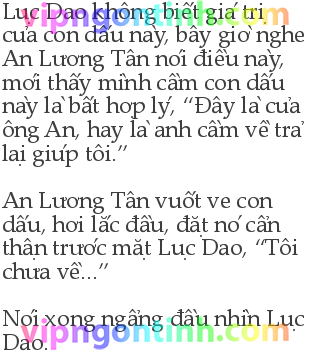 Lục Dao không biết giá trị
của con dấu này, bây giờ nghe
An Lương Tân nói điều này,
mới thấy mình cầm con dấu
này là bất hợp lý, “Đây là của
ông An, hay là anh cầm về trả
lại giúp tôi.”
An Lương Tân vuốt ve con
dấu, hơi lắc đầu, đặt nó cẩn
thận trước mặt Lục Dao, “Tôi
chưa về...”
Nói xong ngẩng đầu nhìn Lục
Dao.
vipngontinh.com
vipngontinh.com